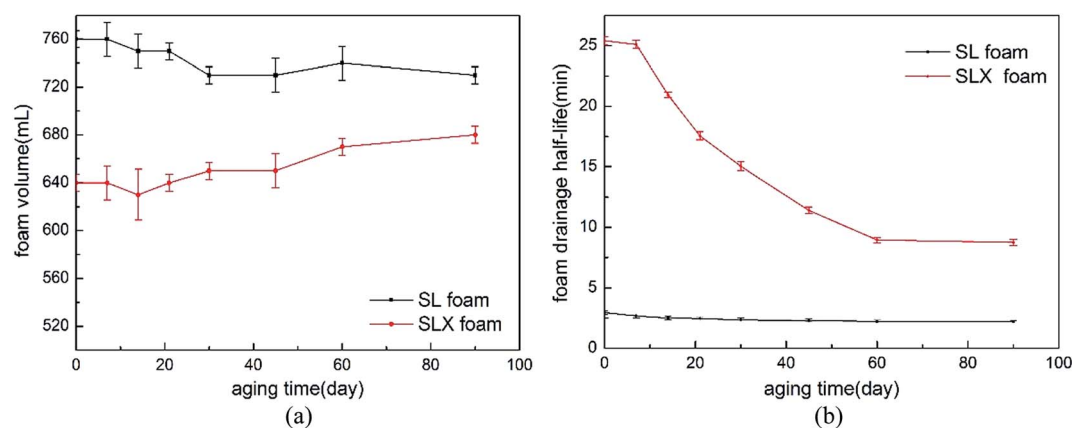 760
720
680
640
600
560
520
foam volume(mL)
SL foam
SLX foam
0 20 40 60 80 100
aging time(day)
(a)
25
20
15
10
5
0
foam drainage half-life(min)
SL foam
SLX foam
0 20 40 60 80 100
aging time(day)
(b)